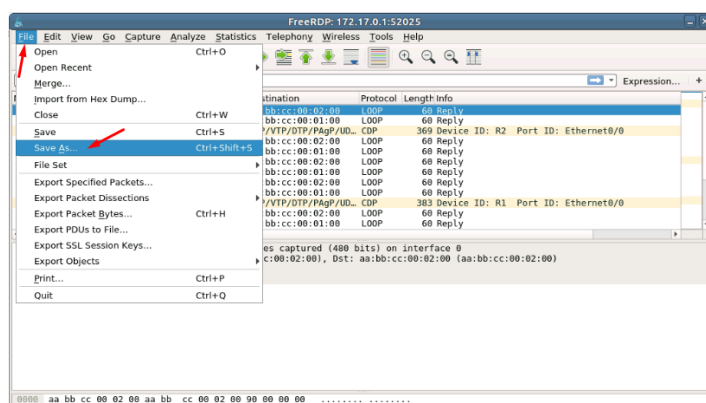 FreeRDP: 172.17.0.1:52025
File Edit View Go Capture Analyze Statistics Telephony Wireless Tools Help
Open Ctrl+O
Open Recent
Merge...
Import from Hex Dump...
Close Ctrl+W
Save Ctrl+S
Save As... Ctrl+Shift+S
File Set
Export Specified Packets...
Export Packet Dissections
Export Packet Bytes... Ctrl+H
Export PDUs to File...
Export SSL Session Keys...
Export Objects
Print... Ctrl+P
Quit Ctrl+Q
Expression... +
stination Protocol Length Info
bb:cc:00:02:00 LOOP 60 Reply
bb:cc:00:01:00 LOOP 60 Reply
/VTP/DTP/PAgP/UD… CDP 369 Device ID: R2 Port ID: Ethernet0/0
bb:cc:00:02:00 LOOP 60 Reply
bb:cc:00:01:00 LOOP 60 Reply
bb:cc:00:02:00 LOOP 60 Reply
bb:cc:00:01:00 LOOP 60 Reply
bb:cc:00:02:00 LOOP 60 Reply
bb:cc:00:01:00 LOOP 60 Reply
/VTP/DTP/PAgP/UD… CDP 383 Device ID: R1 Port ID: Ethernet0/0
bb:cc:00:02:00 LOOP 60 Reply
bb:cc:00:01:00 LOOP 60 Reply
es captured (480 bits) on interface 0
c:00:02:00), Dst: aa:bb:cc:00:02:00 (aa:bb:cc:00:02:00)
0000 aa bb cc 00 02 00 aa bb cc 00 02 00 90 00 00 00 ........ ........